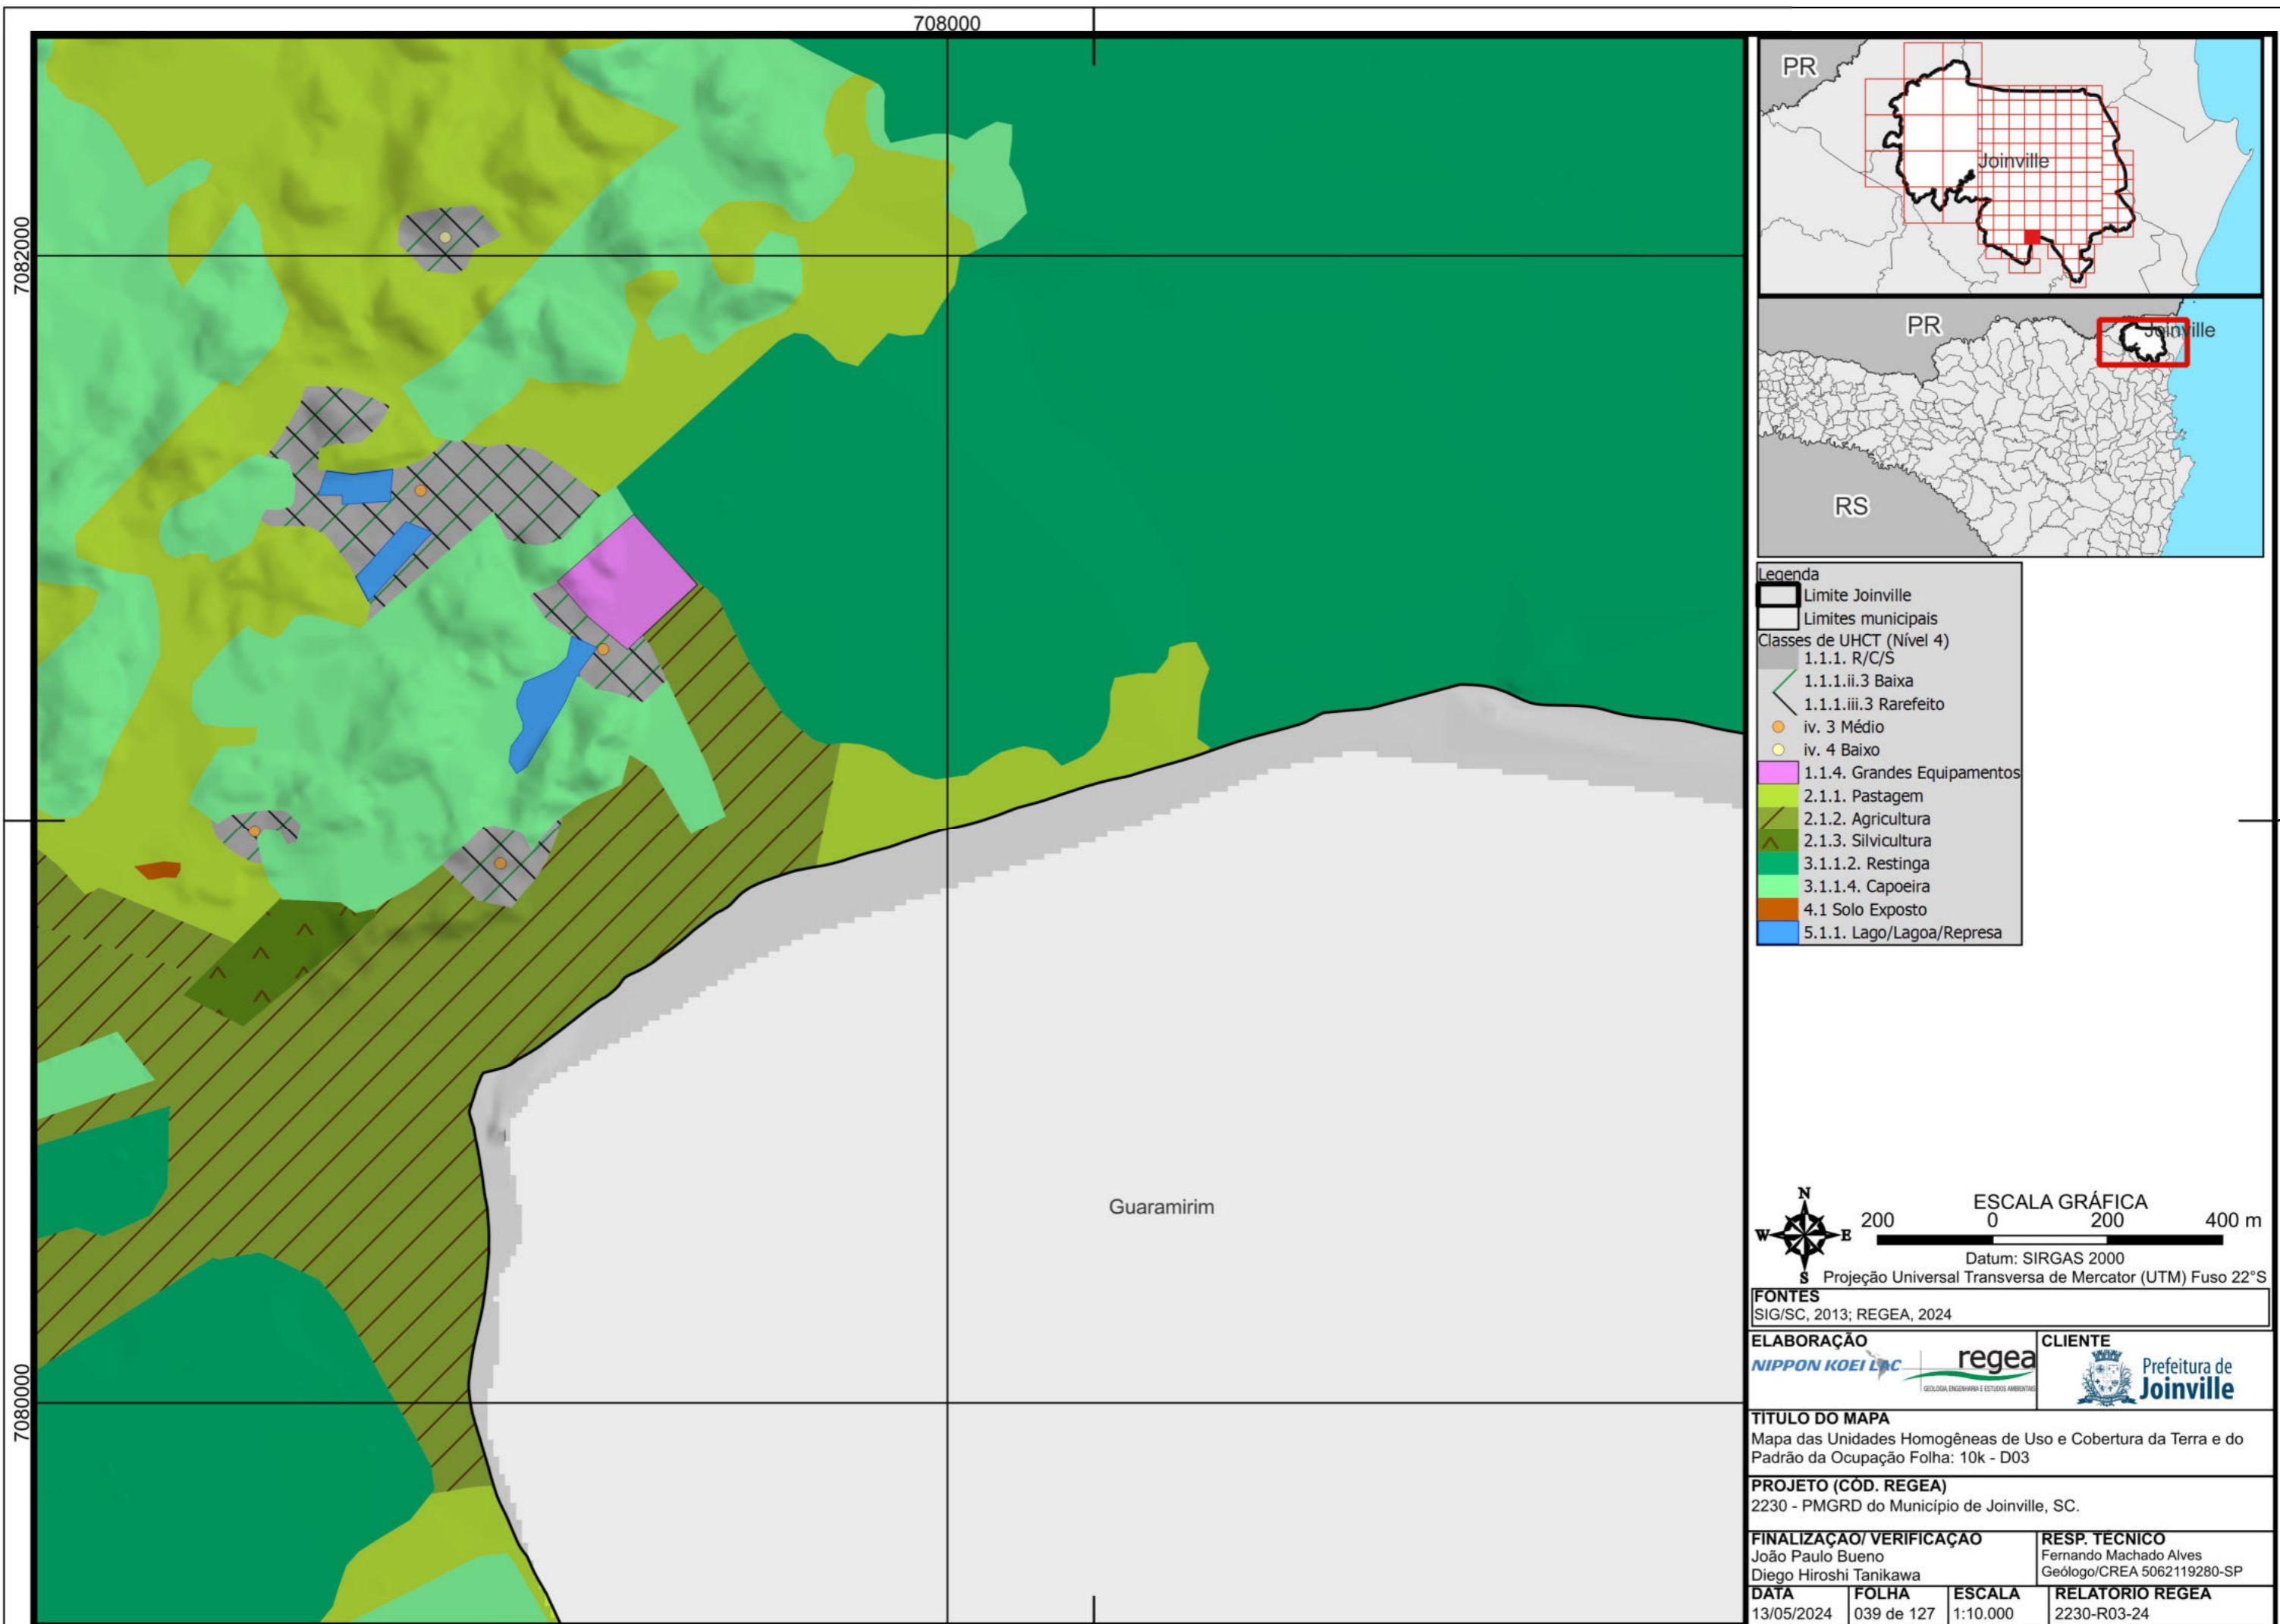 708000
7082000
7080000
Guaramirim
PR
Joinville
PR
Joinville
RS
Legenda
Limite Joinville
Limites municipais
Classes de UHCT (Nível 4)
1.1.1. R/C/S
1.1.1.ii.3 Baixa
1.1.1.iii.3 Rarefeito
iv. 3 Médio
iv. 4 Baixo
1.1.4. Grandes Equipamentos
2.1.1. Pastagem
2.1.2. Agricultura
2.1.3. Silvicultura
3.1.1.2. Restinga
3.1.1.4. Capoeira
4.1 Solo Exposto
5.1.1. Lago/Lagoa/Represa
N
W E
S
ESCALA GRÁFICA
200 0 200 400 m
Datum: SIRGAS 2000
Projeção Universal Transversa de Mercator (UTM) Fuso 22°S
FONTES
SIG/SC, 2013; REGEA, 2024
ELABORAÇÃO
NIPPON KOEI LAC
regea
GEOLOGIA, ENGENHARIA E ESTUDOS AMBIENTAIS
CLIENTE
Prefeitura de
Joinville
TÍTULO DO MAPA
Mapa das Unidades Homogêneas de Uso e Cobertura da Terra e do
Padrão da Ocupação Folha: 10k - D03
PROJETO (CÓD. REGEA)
2230 - PMGRD do Município de Joinville, SC.
FINALIZAÇÃO/ VERIFICAÇÃO
João Paulo Bueno
Diego Hiroshi Tanikawa
RESP. TÉCNICO
Fernando Machado Alves
Geólogo/CREA 5062119280-SP
DATA
13/05/2024
FOLHA
039 de 127
ESCALA
1:10.000
RELATÓRIO REGEA
2230-R03-24